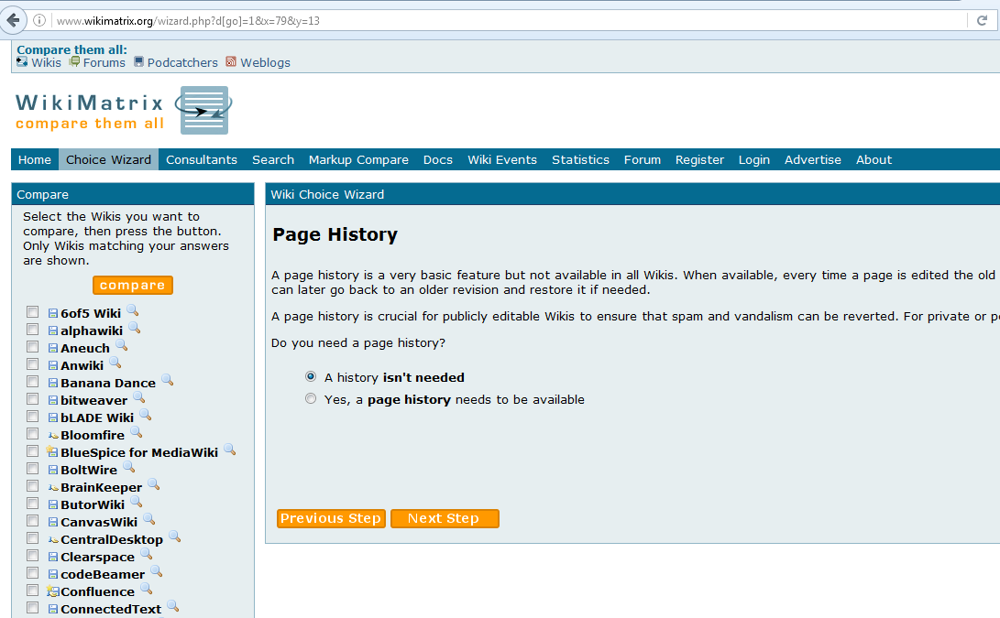 www.wikimatrix.org/wizard.php?d[go]=1&x=79&y=13
Compare them all:
Wikis Forums Podcatchers Weblogs
WikiMatrix
compare them all
Home Choice Wizard Consultants Search Markup Compare Docs Wiki Events Statistics Forum Register Login Advertise About
Compare
Select the Wikis you want to
compare, then press the button.
Only Wikis matching your answers
are shown.
compare
6of5 Wiki
alphawiki
Aneuch
Anwiki
Banana Dance
bitweaver
bLADE Wiki
Bloomfire
BlueSpice for MediaWiki
BoltWire
BrainKeeper
ButorWiki
CanvasWiki
CentralDesktop
Clearspace
codeBeamer
Confluence
ConnectedText
Wiki Choice Wizard
Page History
A page history is a very basic feature but not available in all Wikis. When available, every time a page is edited the old
can later go back to an older revision and restore it if needed.
A page history is crucial for publicly editable Wikis to ensure that spam and vandalism can be reverted. For private or
Do you need a page history?
A history isn't needed
Yes, a page history needs to be available
Previous Step Next Step